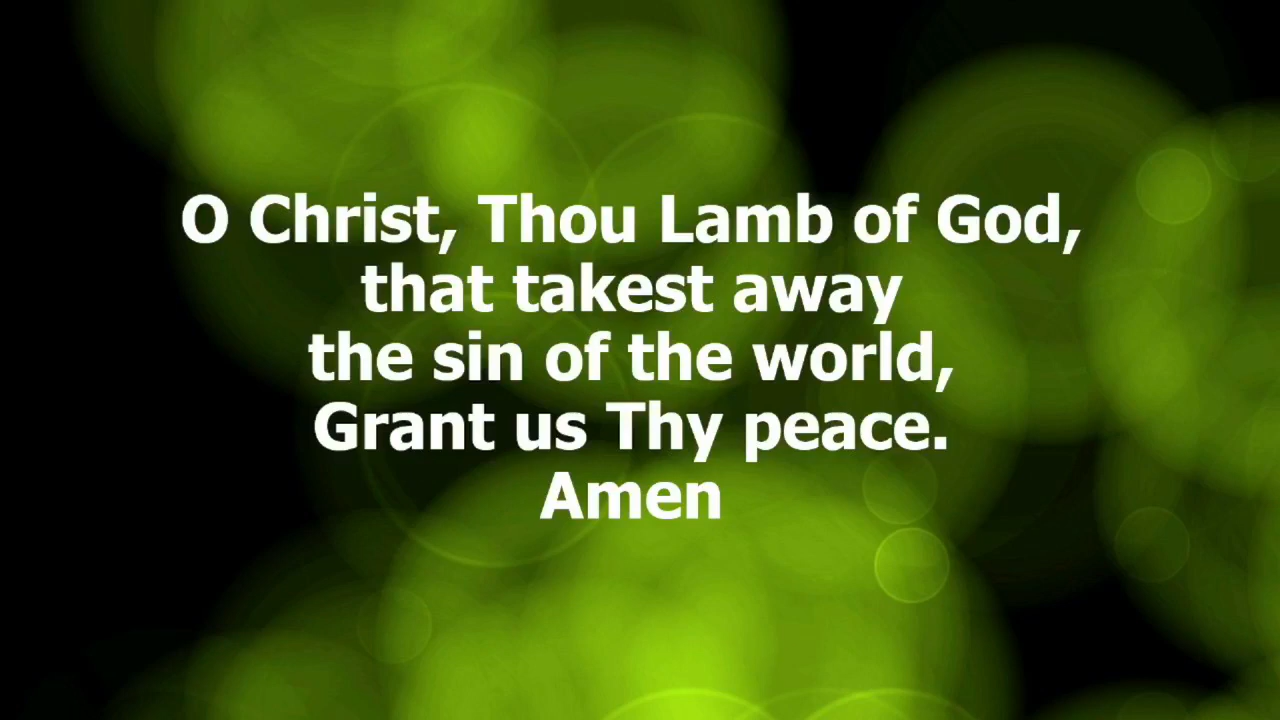 O Christ, Thou Lamb of God,
that takest away
the sin of the world,
Grant us Thy peace.
Amen